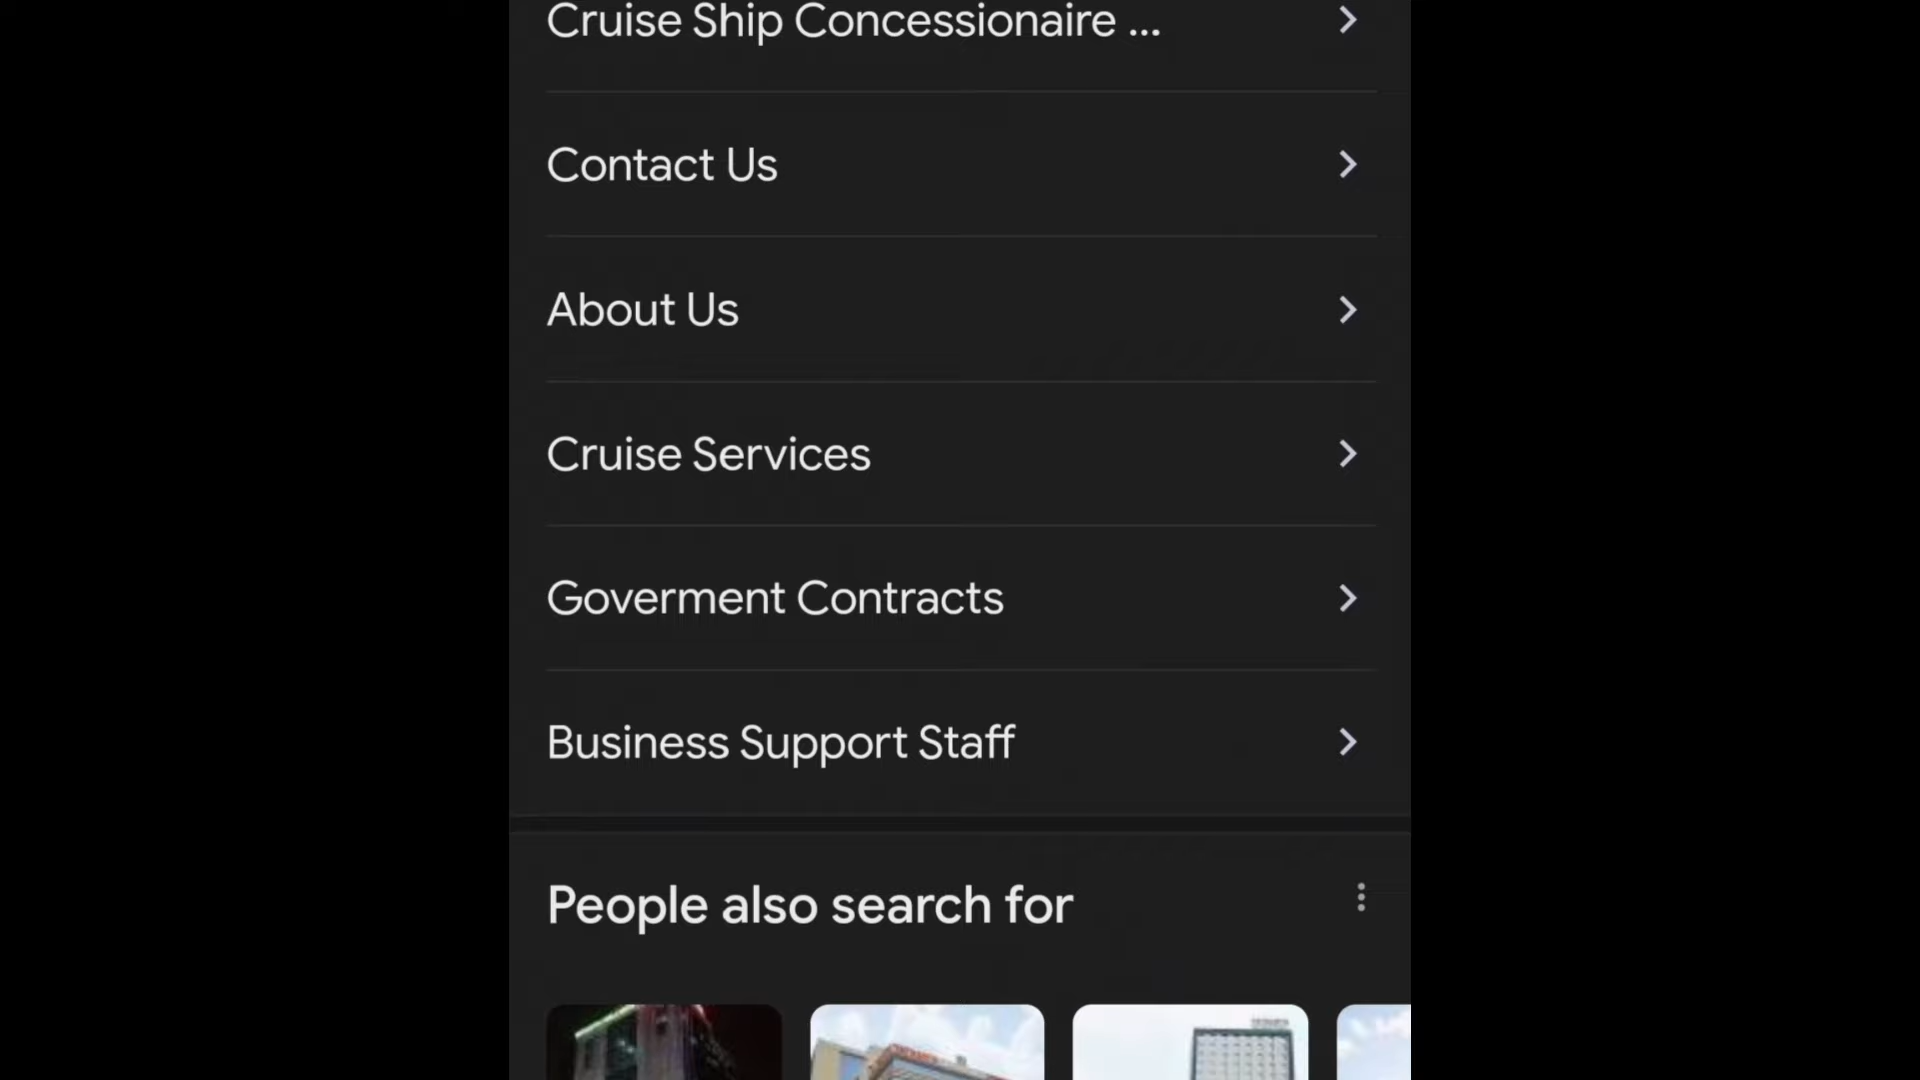 Cruise Ship Concessionaire ...
Contact Us
About Us
Cruise Services
Goverment Contracts
Business Support Staff
People also search for